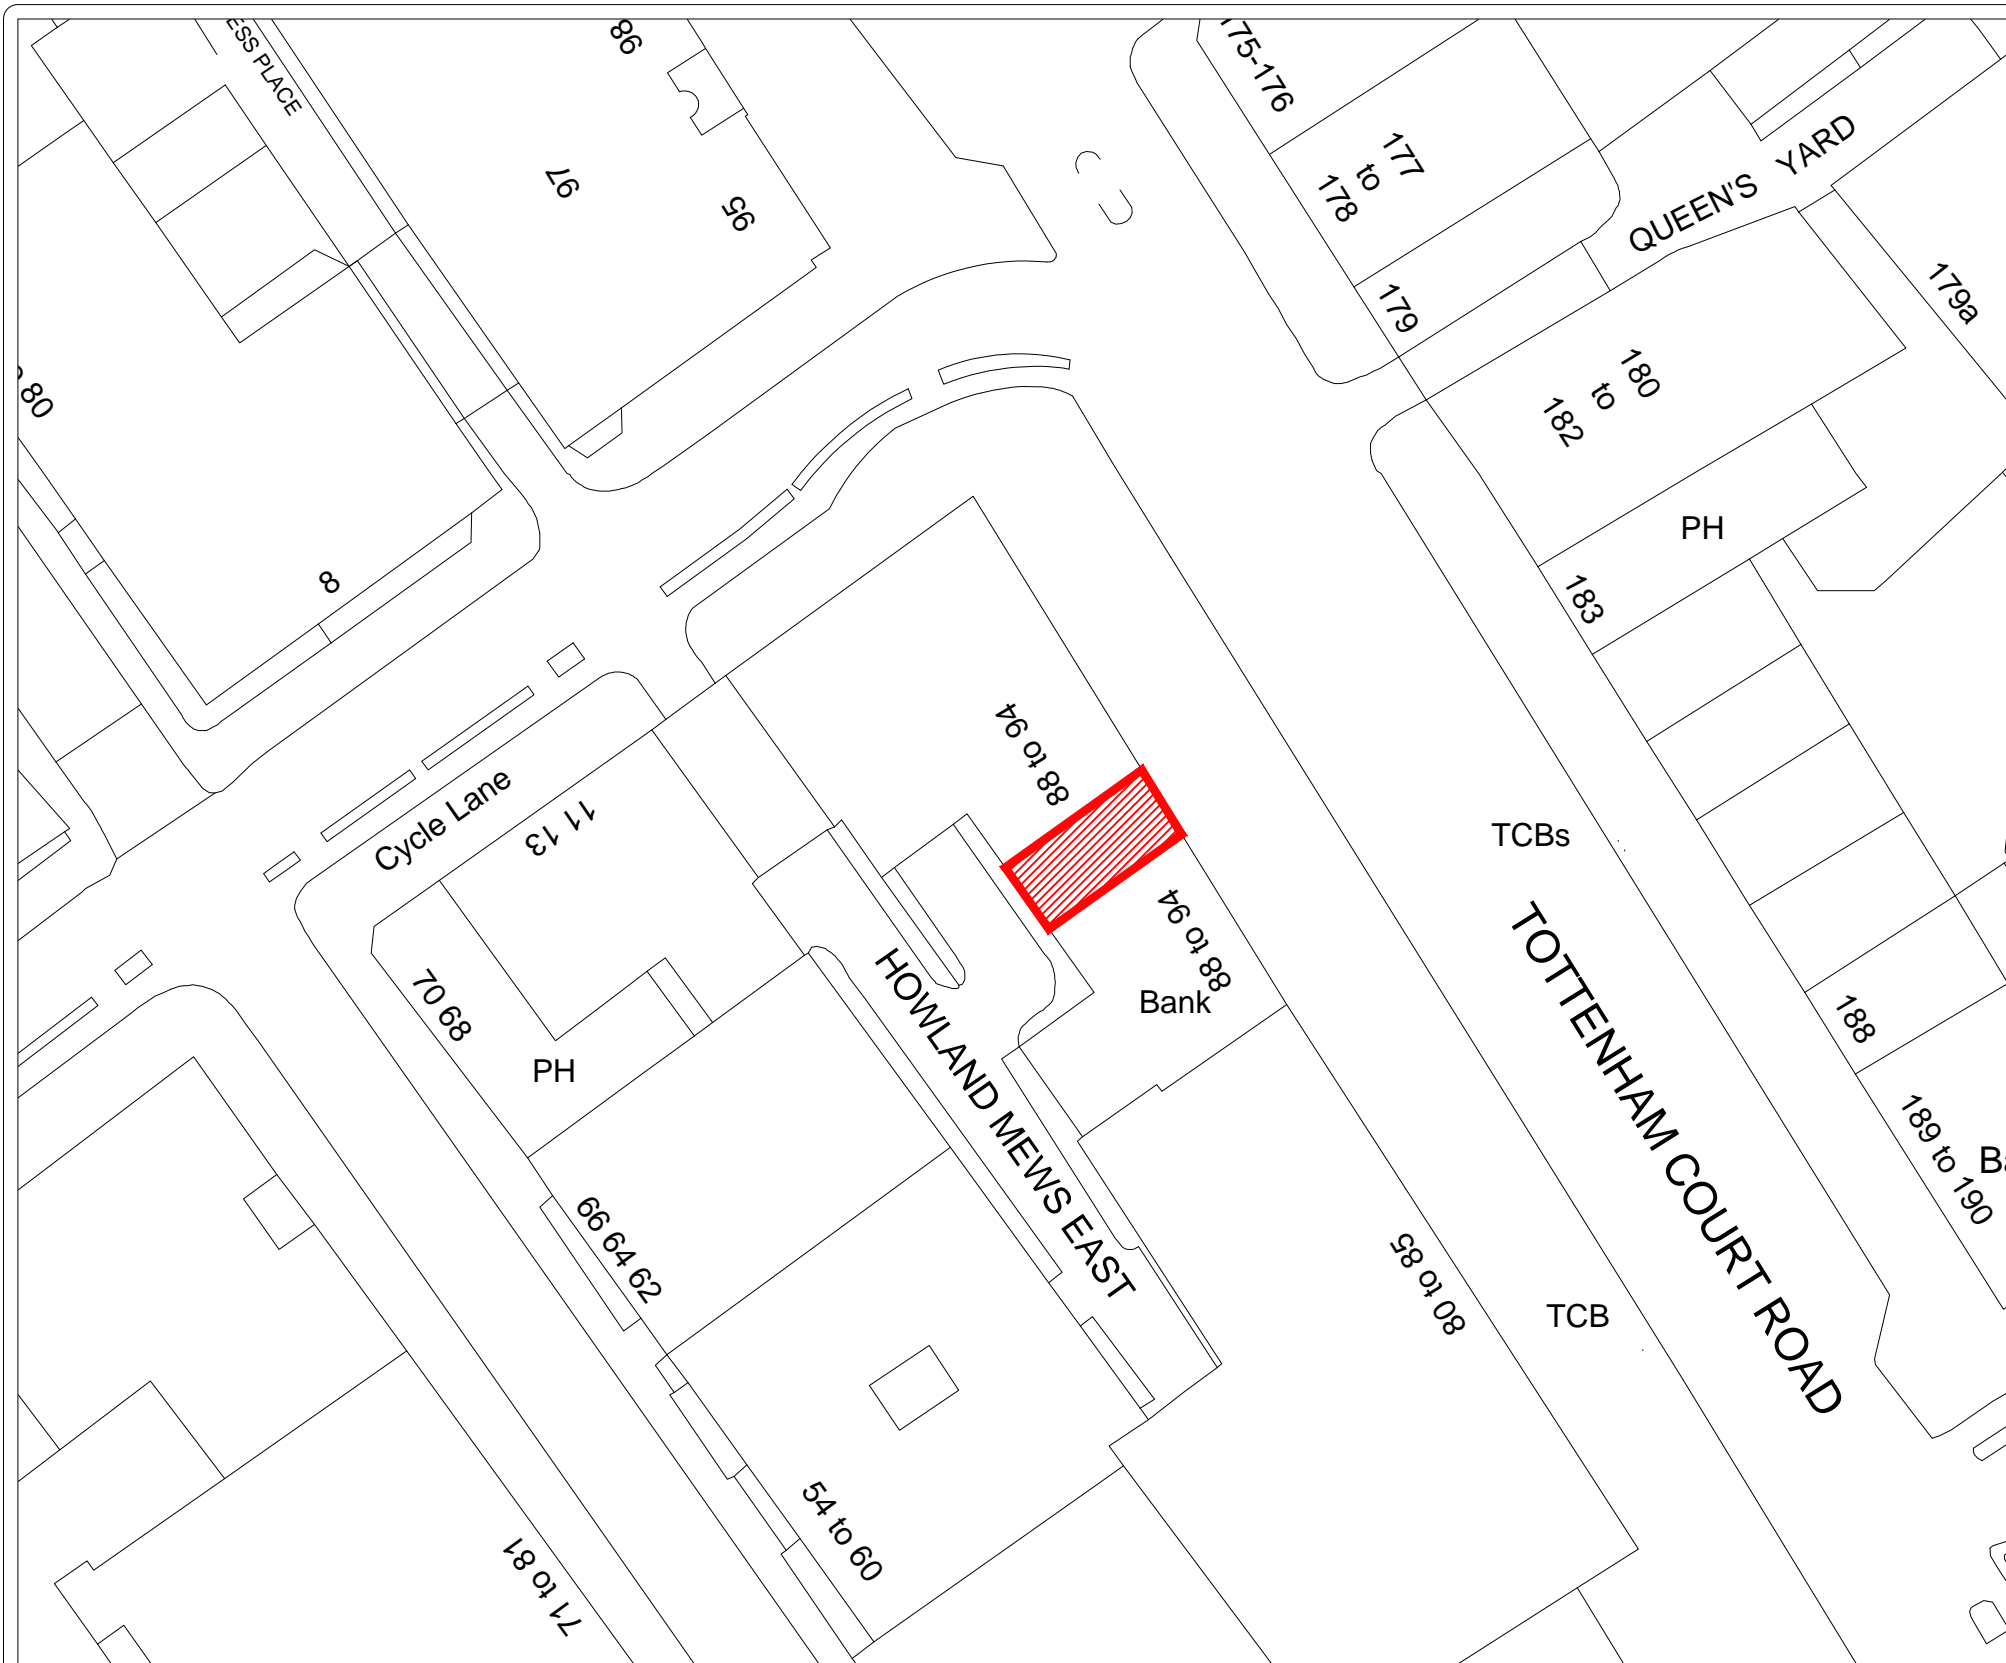 ESS PLACE
98
97
95
175-176
177
to
178
179
QUEEN'S YARD
179a
180
to
182
PH
183
80
8
88 to 94
Cycle Lane
11 13
TCBs
88 to 94
Bank
HOWLAND MEWS EAST
TOTTENHAM COURT ROAD
70 68
PH
188
189 to 190
66 64 62
80 to 85
TCB
54 to 60
71 to 81